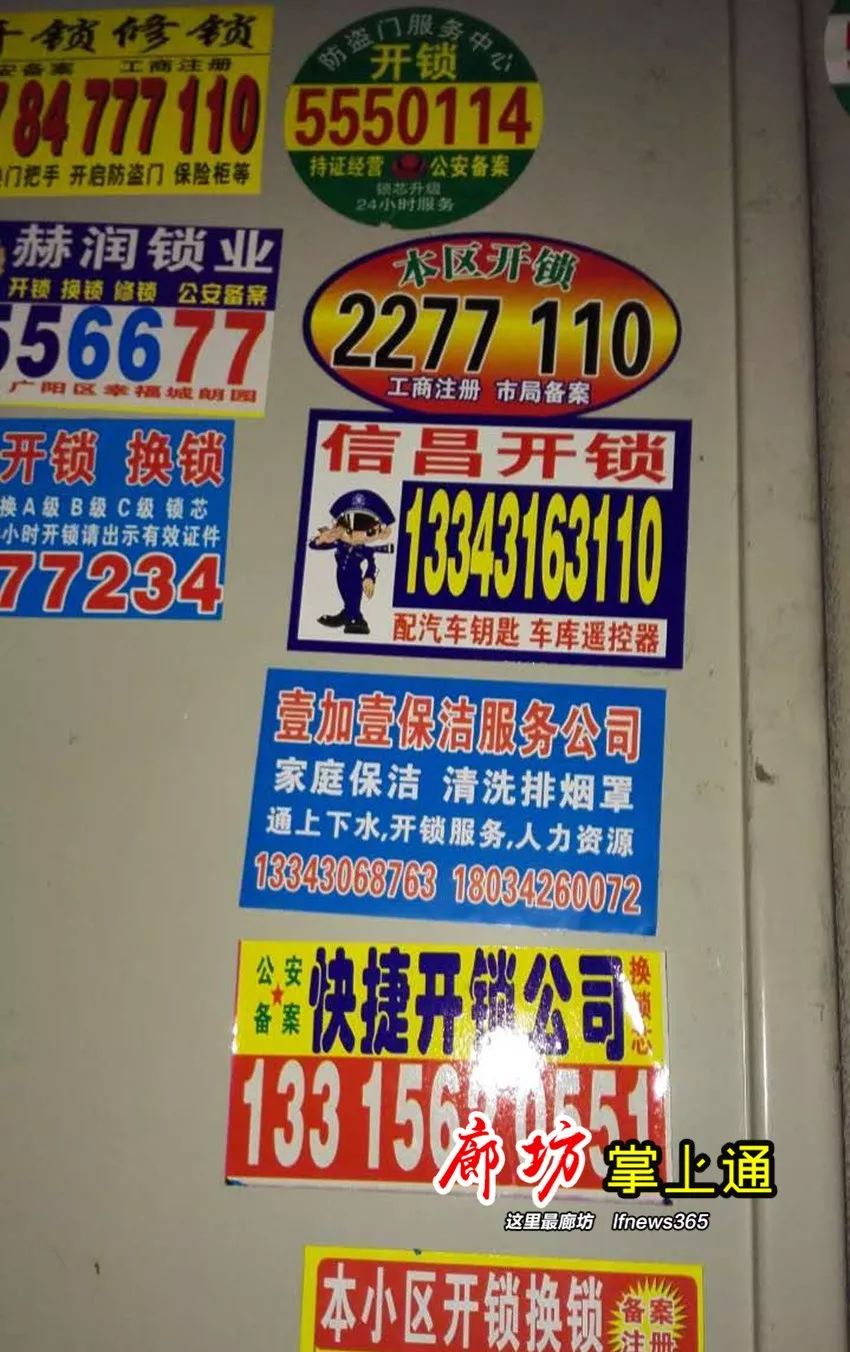 开锁修锁
安备案 工商注册
784 777 110
门把手 开启防盗门 保险柜等
防盗门服务中心
开锁
5550114
持证经营 公安备案
锁芯升级
24小时服务
赫润锁业
开锁 换锁 修锁 公安备案
556677
广阳区幸福城朗园
本区开锁
2277 110
工商注册 市局备案
开锁 换锁
换A级 B级 C级 锁芯
小时开锁请出示有效证件
77234
信昌开锁
13343163110
配汽车钥匙 车库遥控器
壹加壹保洁服务公司
家庭保洁 清洗排烟罩
通上下水,开锁服务,人力资源
13343068763 18034260072
公安备案
快捷开锁公司
换锁芯
廊坊 掌上通
这里最廊坊 lfnews365
本小区开锁换锁
备案
注册